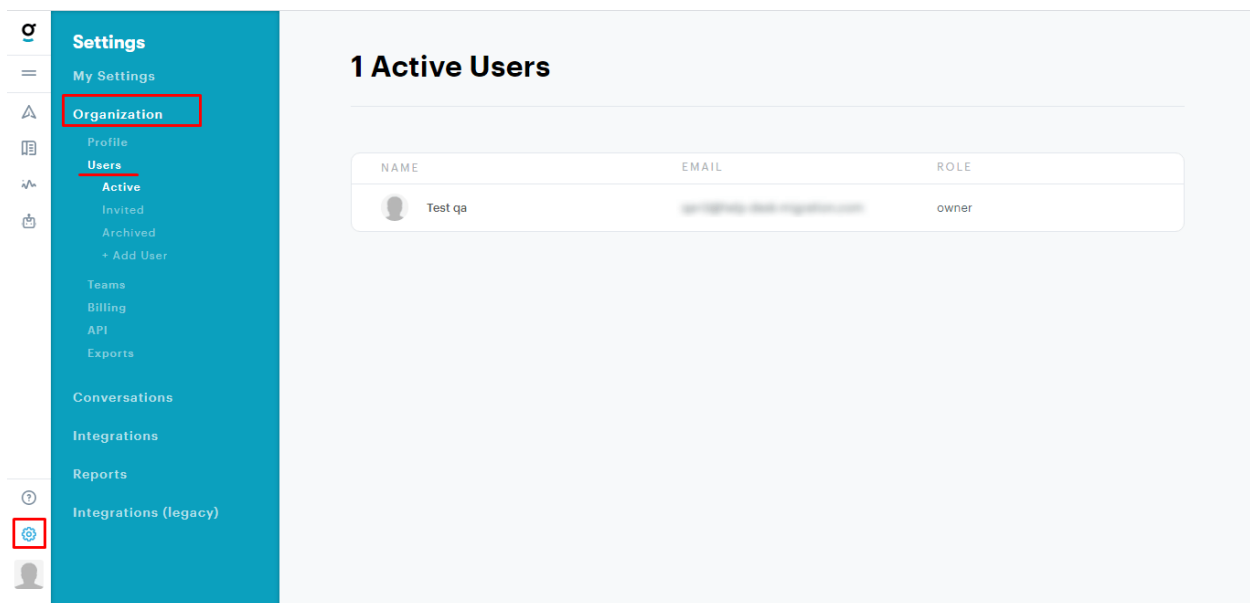 g
Settings
My Settings
Organization
Profile
Users
Active
Invited
Archived
+ Add User
Teams
Billing
API
Exports
Conversations
Integrations
Reports
Integrations (legacy)
?
1 Active Users
NAME EMAIL ROLE
Test qa owner